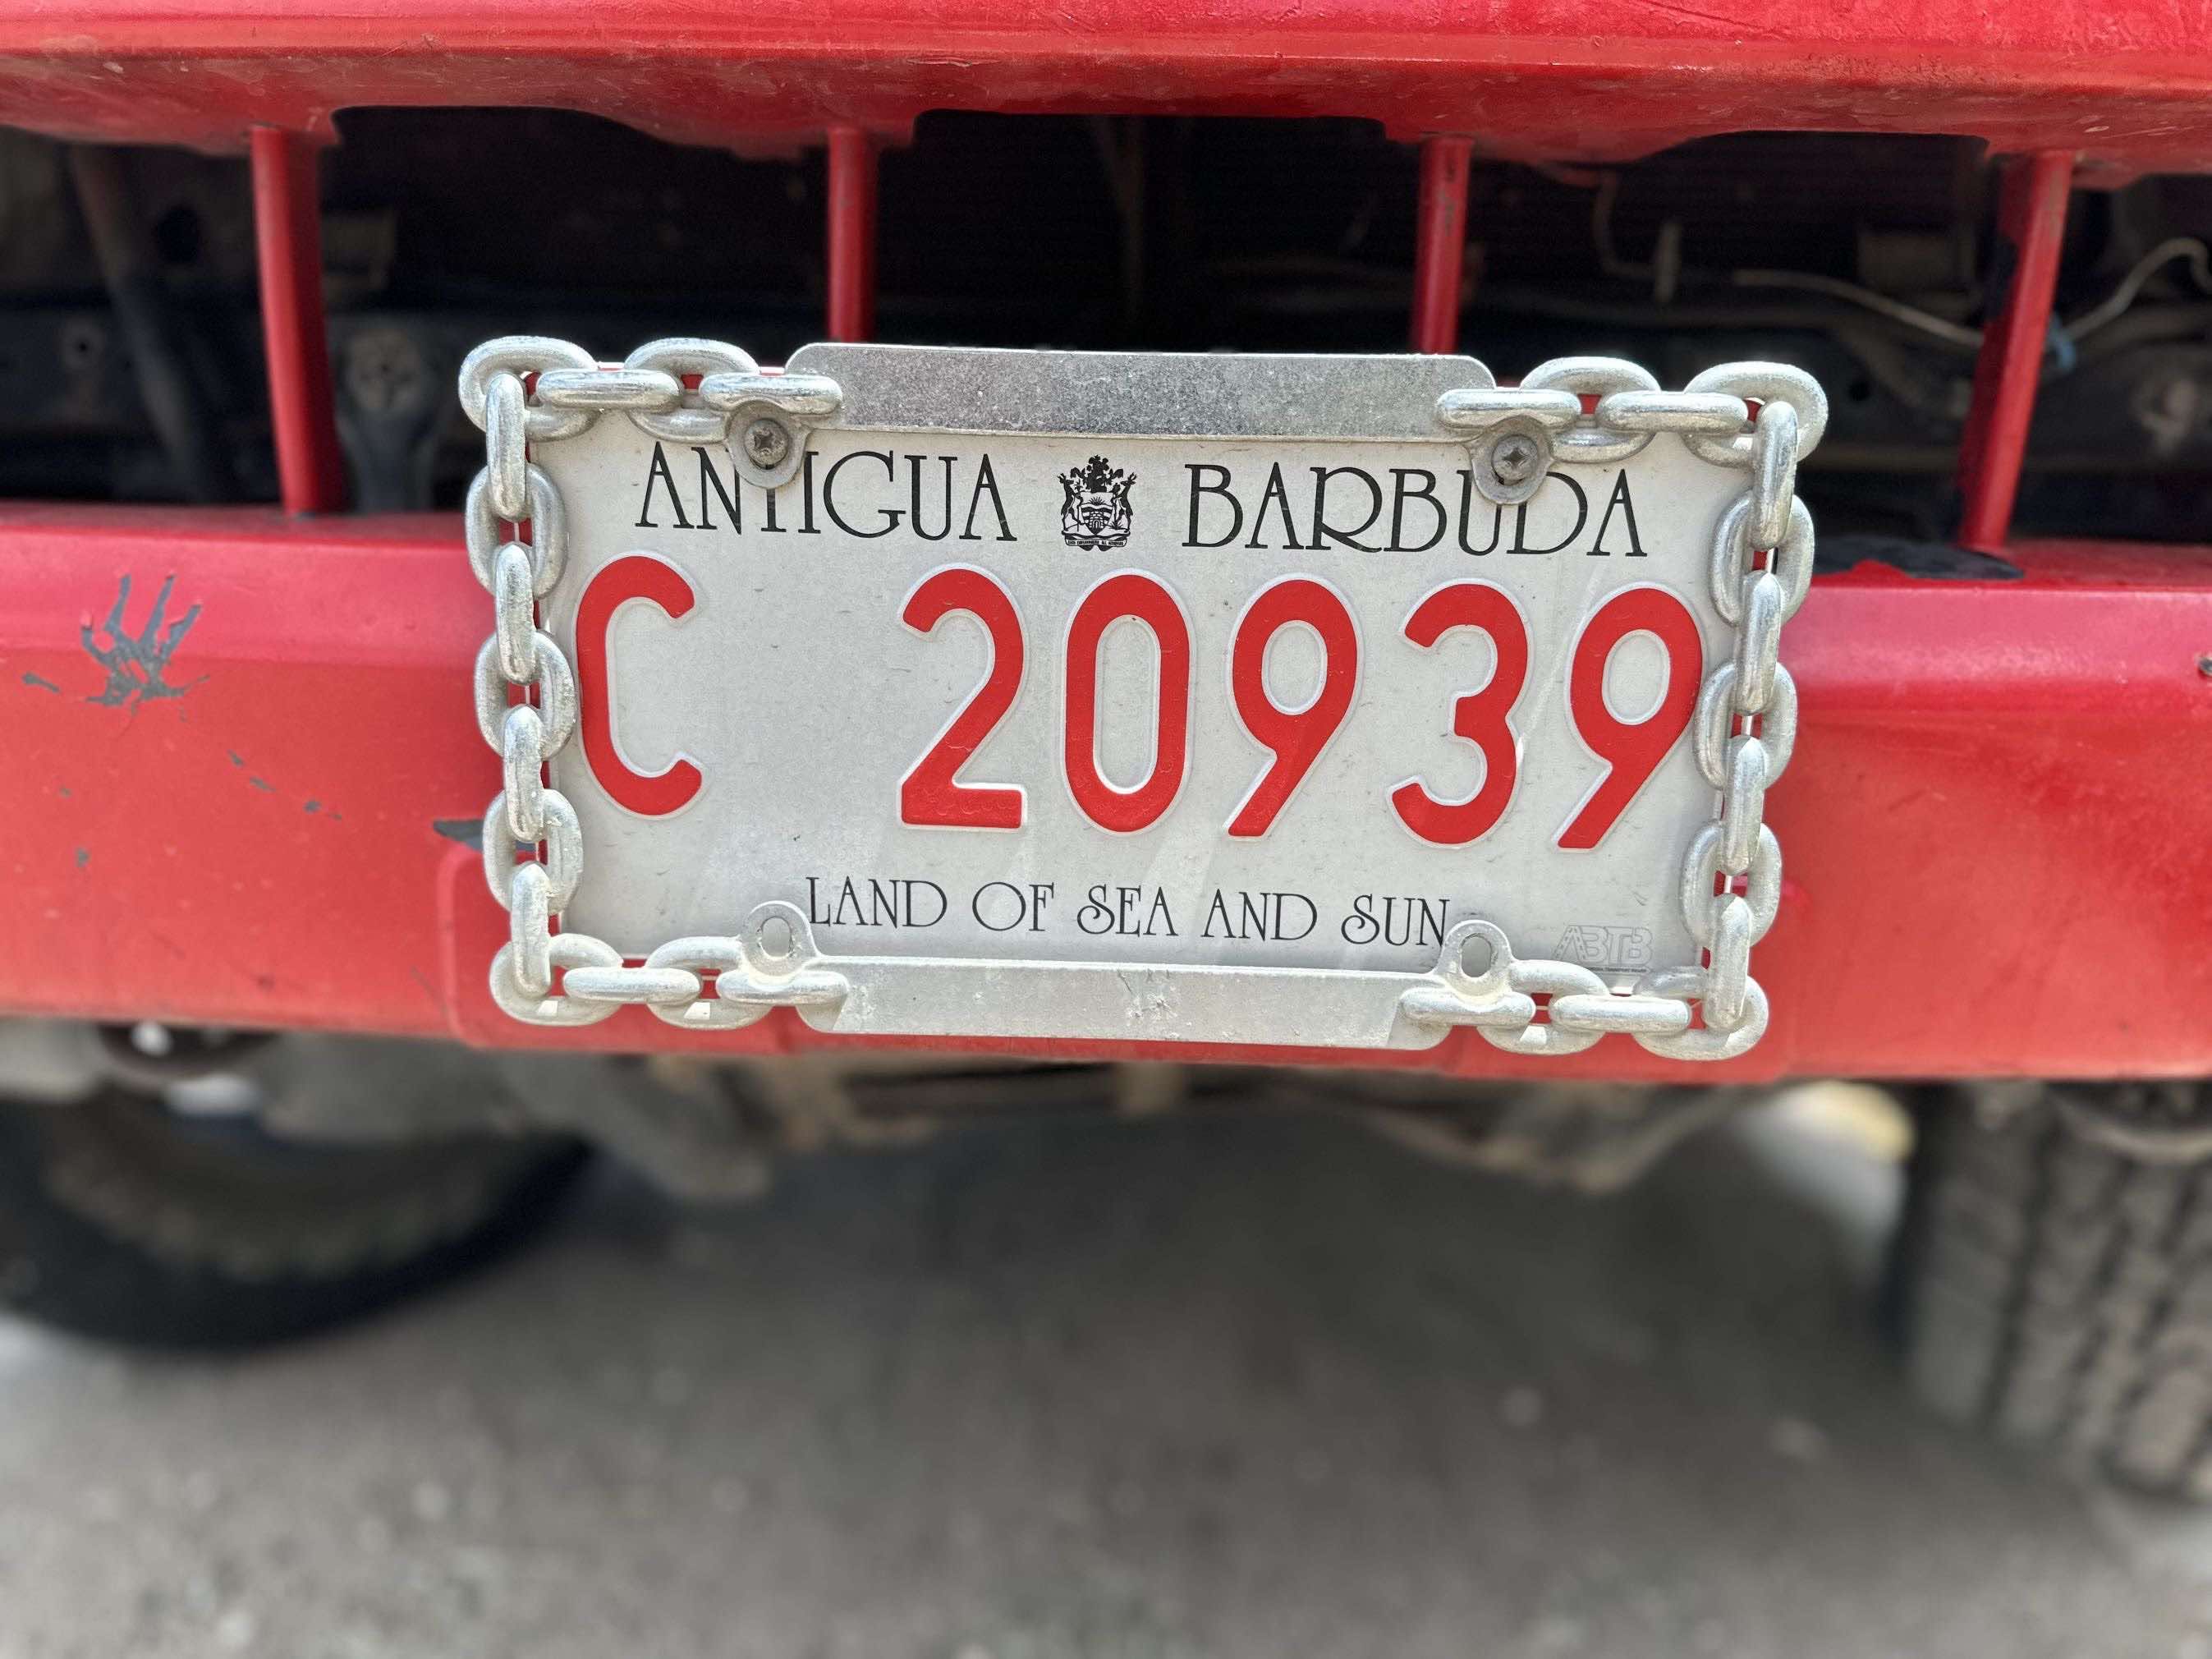 ANTIGUA BARBUDA
C 20939
LAND OF SEA AND SUN
ABTB